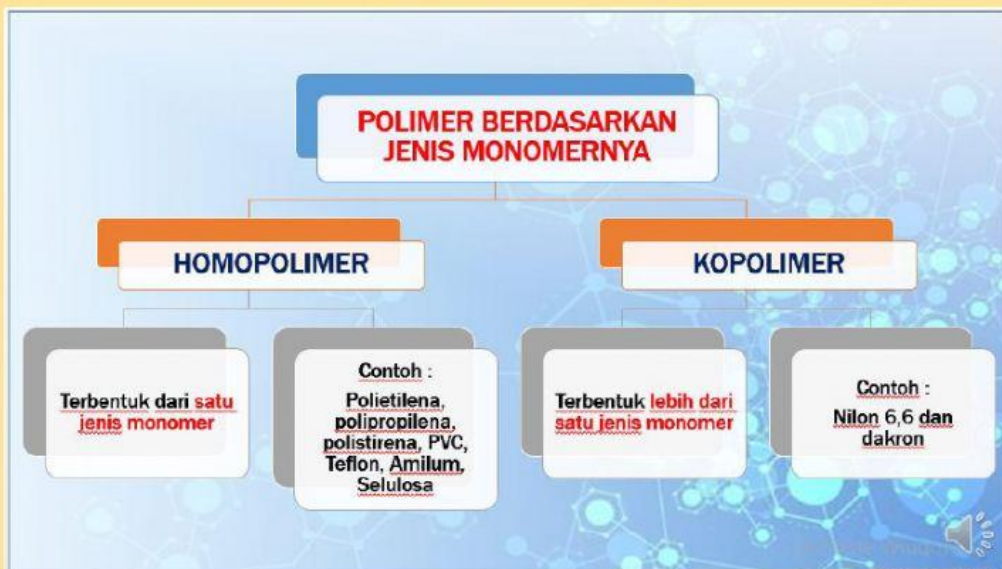 POLIMER BERDASARKAN
JENIS MONOMERNYA
HOMOPOLIMER
KOPOLIMER
Terbentuk dari satu
jenis monomer
Contoh :
Polietilena,
polipropilena,
polistirena, PVC,
Teflon, Amilum,
Selulosa
Terbentuk lebih dari
satu jenis monomer
Contoh :
Nilon 6,6 dan
dakron